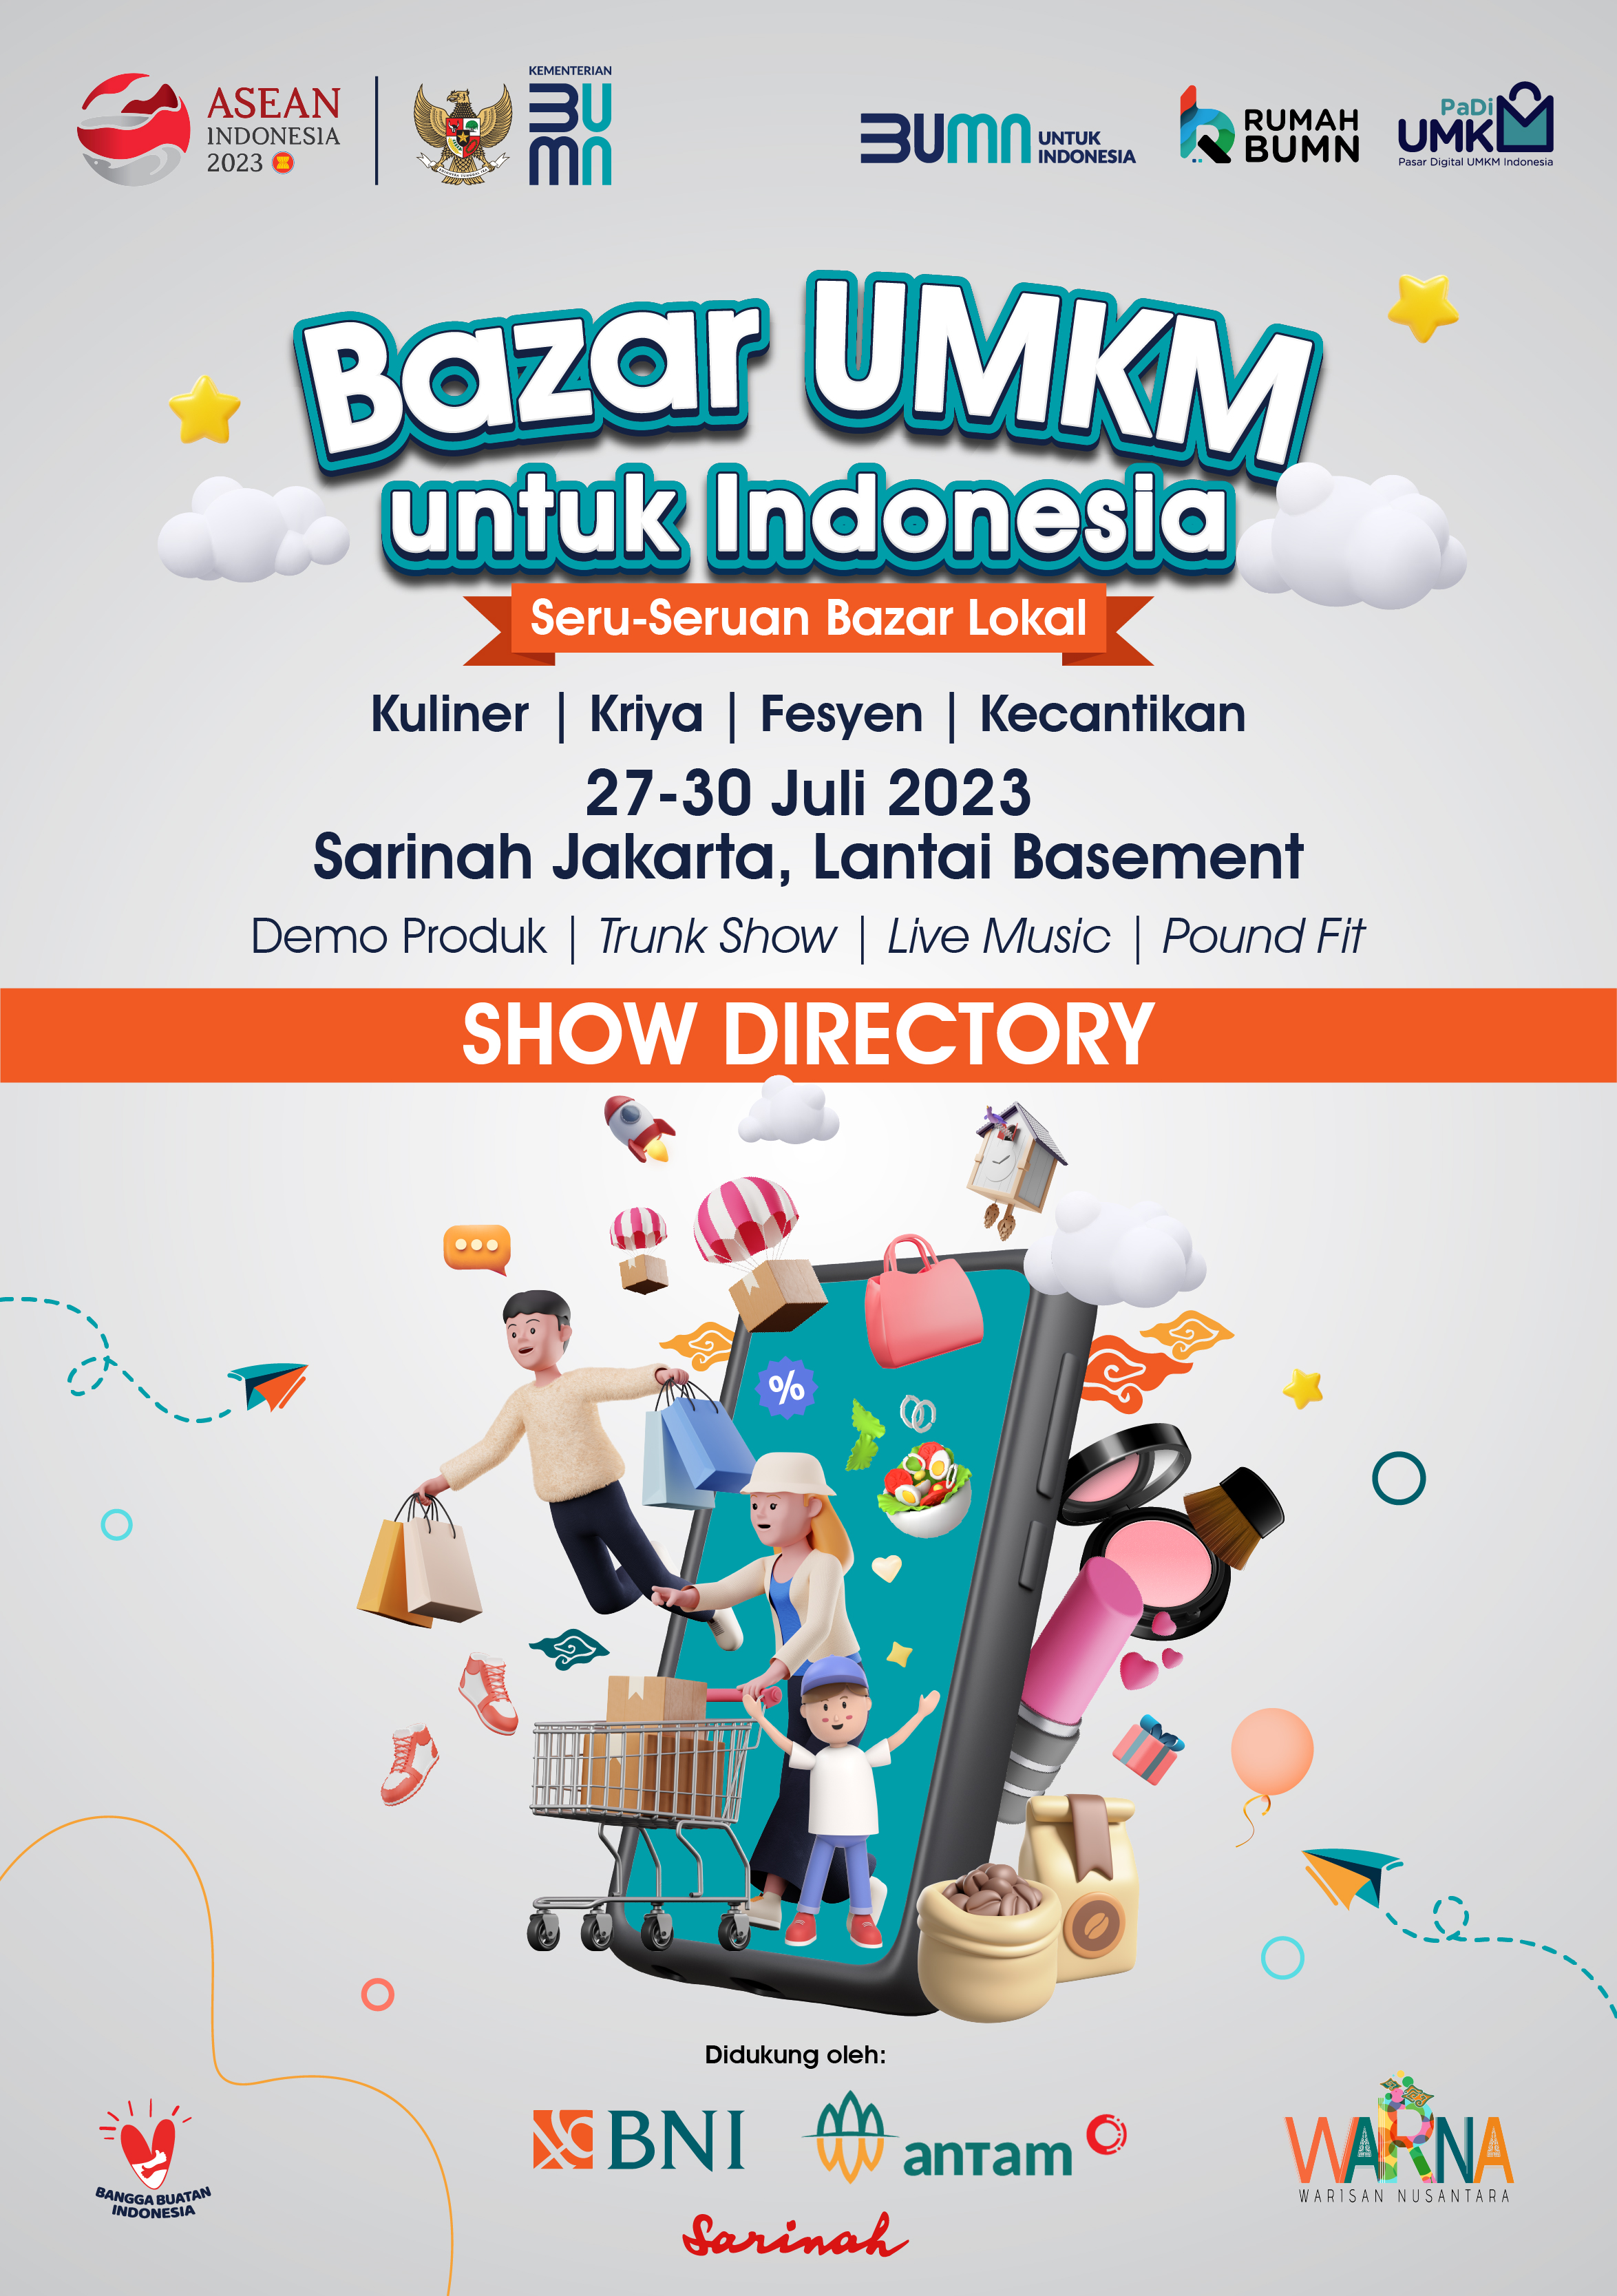 ASEAN
INDONESIA
2023
KEMENTERIAN
BUMN
BUMN UNTUK
INDONESIA
RUMAH
BUMN
PaDi
UMKM
Pasar Digital UMKM Indonesia
Bazar UMKM
untuk Indonesia
Seru-Seruan Bazar Lokal
Kuliner | Kriya | Fesyen | Kecantikan
27-30 Juli 2023
Sarinah Jakarta, Lantai Basement
Demo Produk | Trunk Show | Live Music | Pound Fit
SHOW DIRECTORY
%
Didukung oleh:
BANGGA BUATAN
INDONESIA
BNI
antam
Sarinah
WARNA
WARISAN NUSANTARA